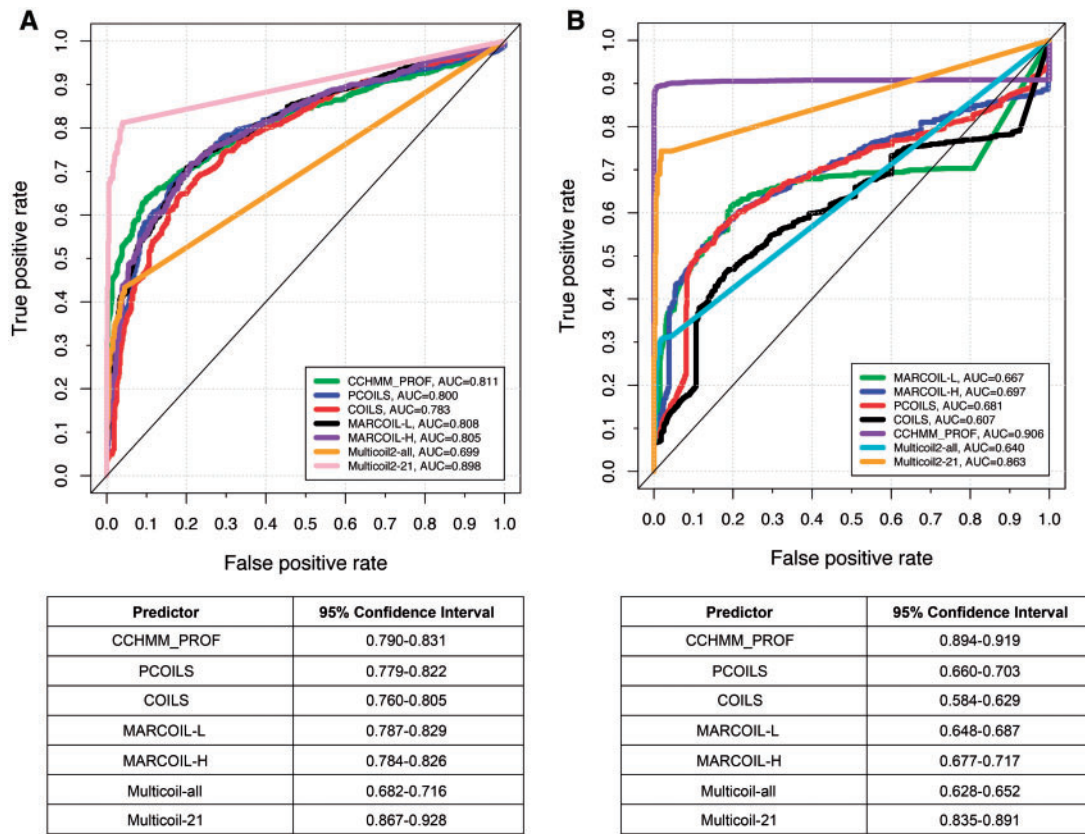 A
True positive rate
1.0
0.9
0.8
0.7
0.6
0.5
0.4
0.3
0.2
0.1
0.0
CCHMM_PROF, AUC=0.811
PCOILS, AUC=0.800
COILS, AUC=0.783
MARCOIL-L, AUC=0.808
MARCOIL-H, AUC=0.805
Multicoil2-all, AUC=0.699
Multicoil2-21, AUC=0.898
0.0 0.1 0.2 0.3 0.4 0.5 0.6 0.7 0.8 0.9 1.0
False positive rate
B
True positive rate
1.0
0.9
0.8
0.7
0.6
0.5
0.4
0.3
0.2
0.1
0.0
MARCOIL-L, AUC=0.667
MARCOIL-H, AUC=0.697
PCOILS, AUC=0.681
COILS, AUC=0.607
CCHMM_PROF, AUC=0.906
Multicoil2-all, AUC=0.640
Multicoil2-21, AUC=0.863
0.0 0.1 0.2 0.3 0.4 0.5 0.6 0.7 0.8 0.9 1.0
False positive rate
Predictor 95% Confidence Interval
CCHMM_PROF 0.790-0.831
PCOILS 0.779-0.822
COILS 0.760-0.805
MARCOIL-L 0.787-0.829
MARCOIL-H 0.784-0.826
Multicoil-all 0.682-0.716
Multicoil-21 0.867-0.928
Predictor 95% Confidence Interval
CCHMM_PROF 0.894-0.919
PCOILS 0.660-0.703
COILS 0.584-0.629
MARCOIL-L 0.648-0.687
MARCOIL-H 0.677-0.717
Multicoil-all 0.628-0.652
Multicoil-21 0.835-0.891